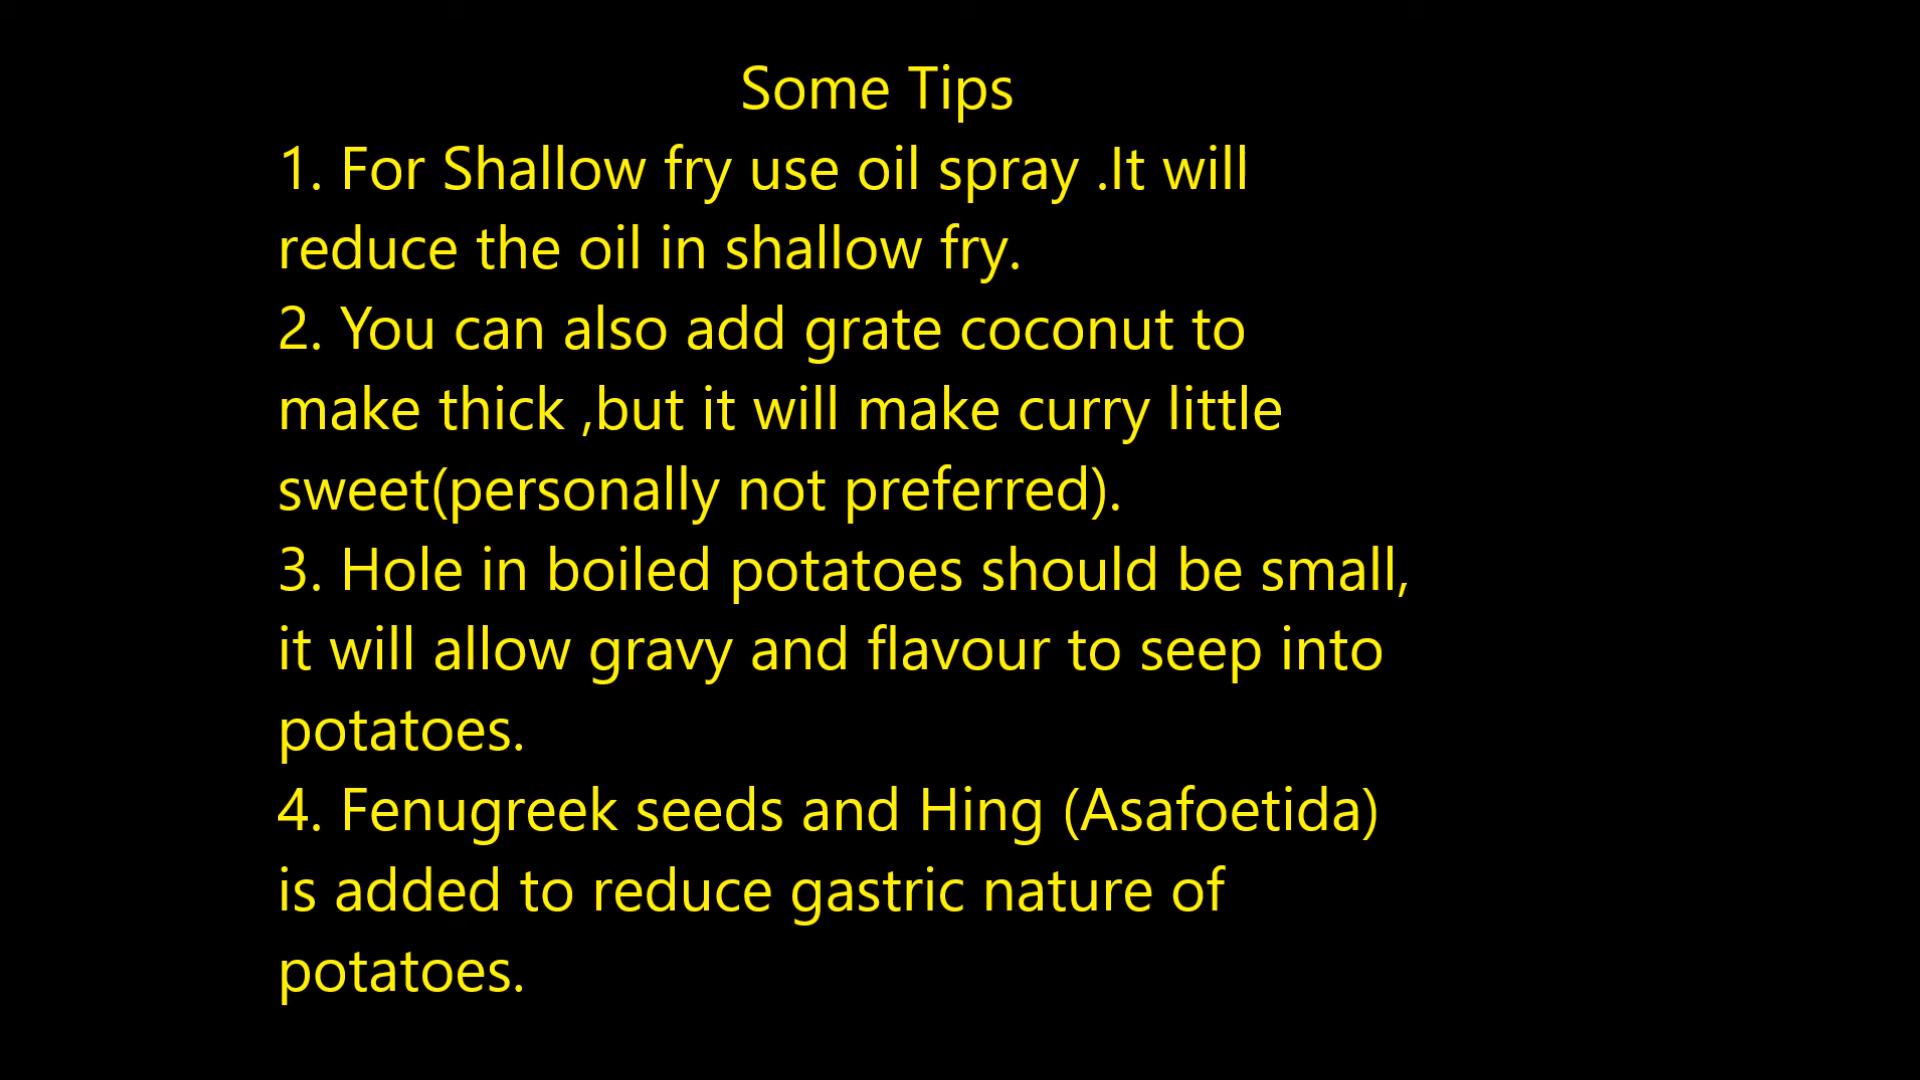 Some Tips
1. For Shallow fry use oil spray .It will
reduce the oil in shallow fry.
2. You can also add grate coconut to
make thick ,but it will make curry little
sweet(personally not preferred).
3. Hole in boiled potatoes should be small,
it will allow gravy and flavour to seep into
potatoes.
4. Fenugreek seeds and Hing (Asafoetida)
is added to reduce gastric nature of
potatoes.